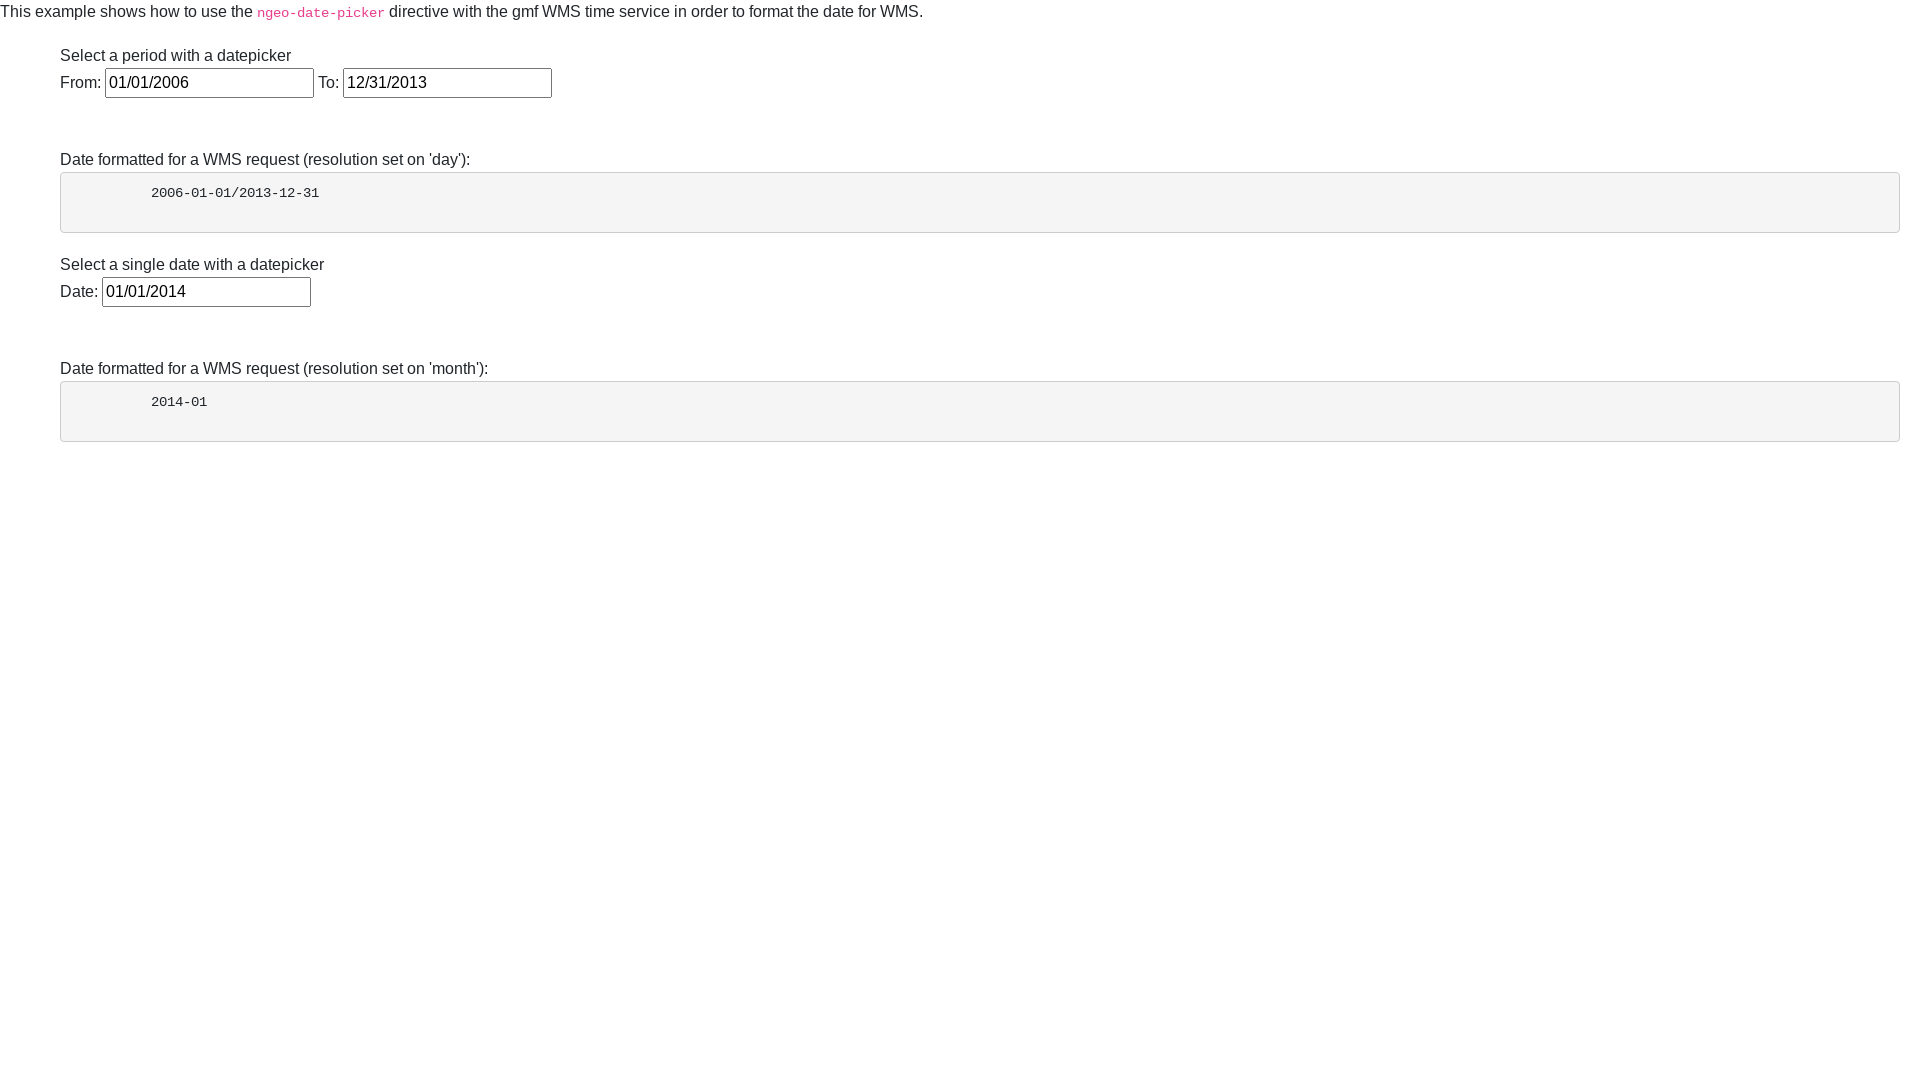 This example shows how to use the ngeo-date-picker directive with the gmf WMS time service in order to format the date for WMS.
Select a period with a datepicker
From: 01/01/2006 To: 12/31/2013
Date formatted for a WMS request (resolution set on 'day'):
2006-01-01/2013-12-31
Select a single date with a datepicker
Date: 01/01/2014
Date formatted for a WMS request (resolution set on 'month'):
2014-01